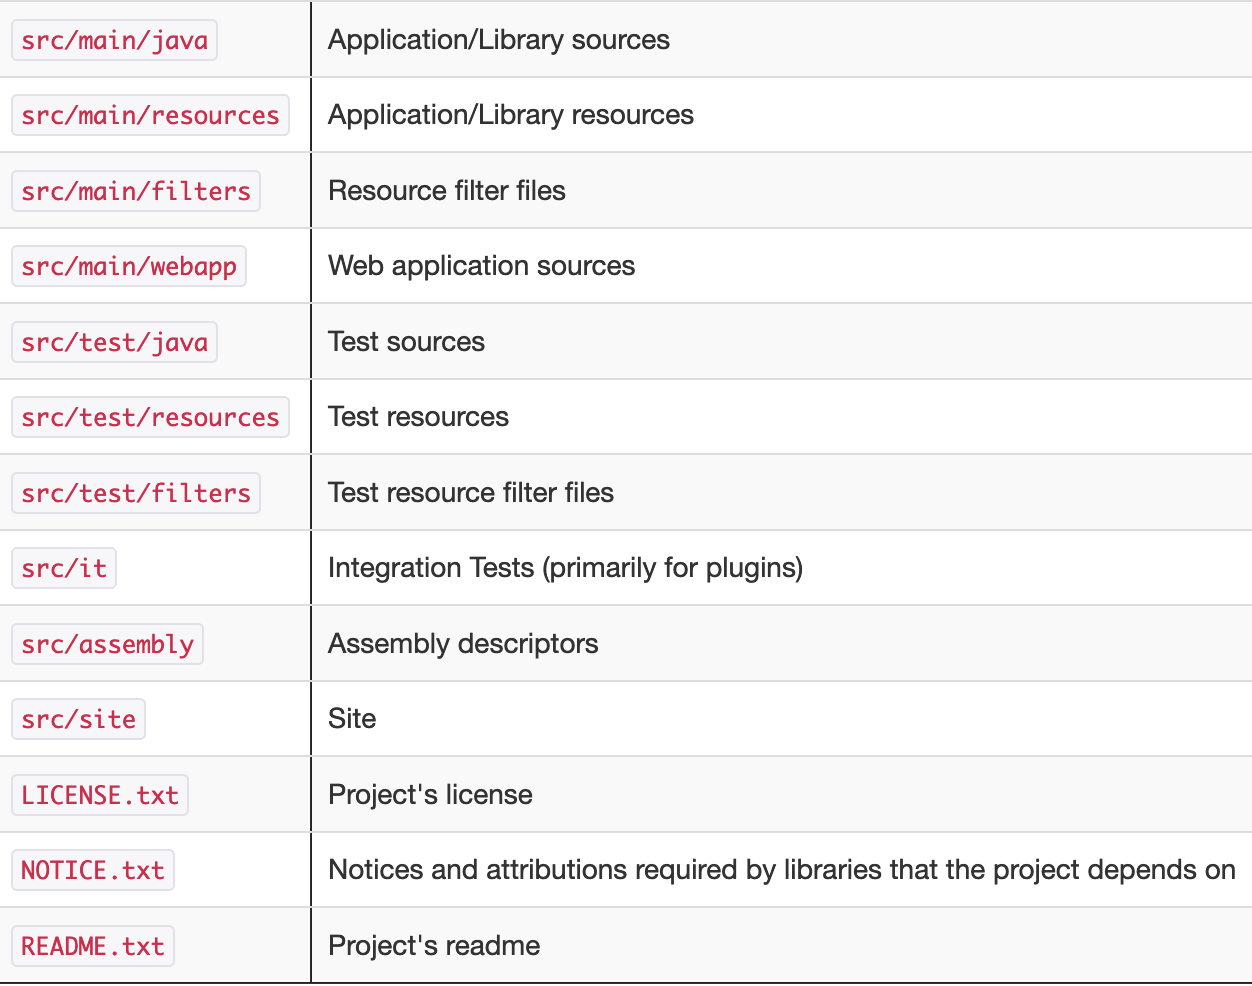 src/main/java Application/Library sources
src/main/resources Application/Library resources
src/main/filters Resource filter files
src/main/webapp Web application sources
src/test/java Test sources
src/test/resources Test resources
src/test/filters Test resource filter files
src/it Integration Tests (primarily for plugins)
src/assembly Assembly descriptors
src/site Site
LICENSE.txt Project's license
NOTICE.txt Notices and attributions required by libraries that the project depends on
README.txt Project's readme